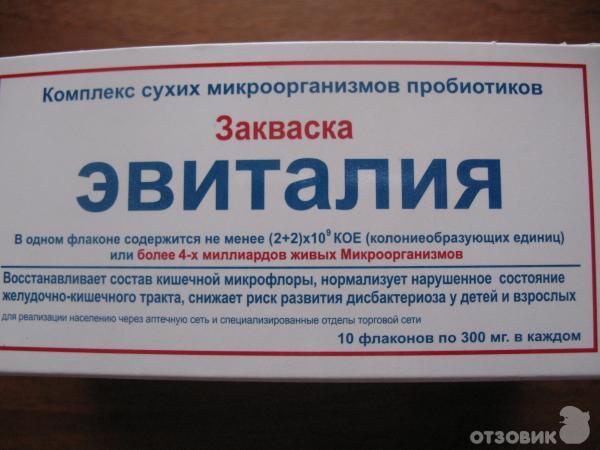 Комплекс сухих микроорганизмов пробиотиков
Закваска
ЭВИТАЛИЯ
В одном флаконе содержится не менее (2+2)х10⁹ КОЕ (колониеобразующих единиц)
или более 4-х миллиардов живых Микроорганизмов
Восстанавливает состав кишечной микрофлоры, нормализует нарушенное состояние
желудочно-кишечного тракта, снижает риск развития дисбактериоза у детей и взрослых
для реализации населению через аптечную сеть и специализированные отделы торговой сети
10 флаконов по 300 мг. в каждом
ОТЗОВИК